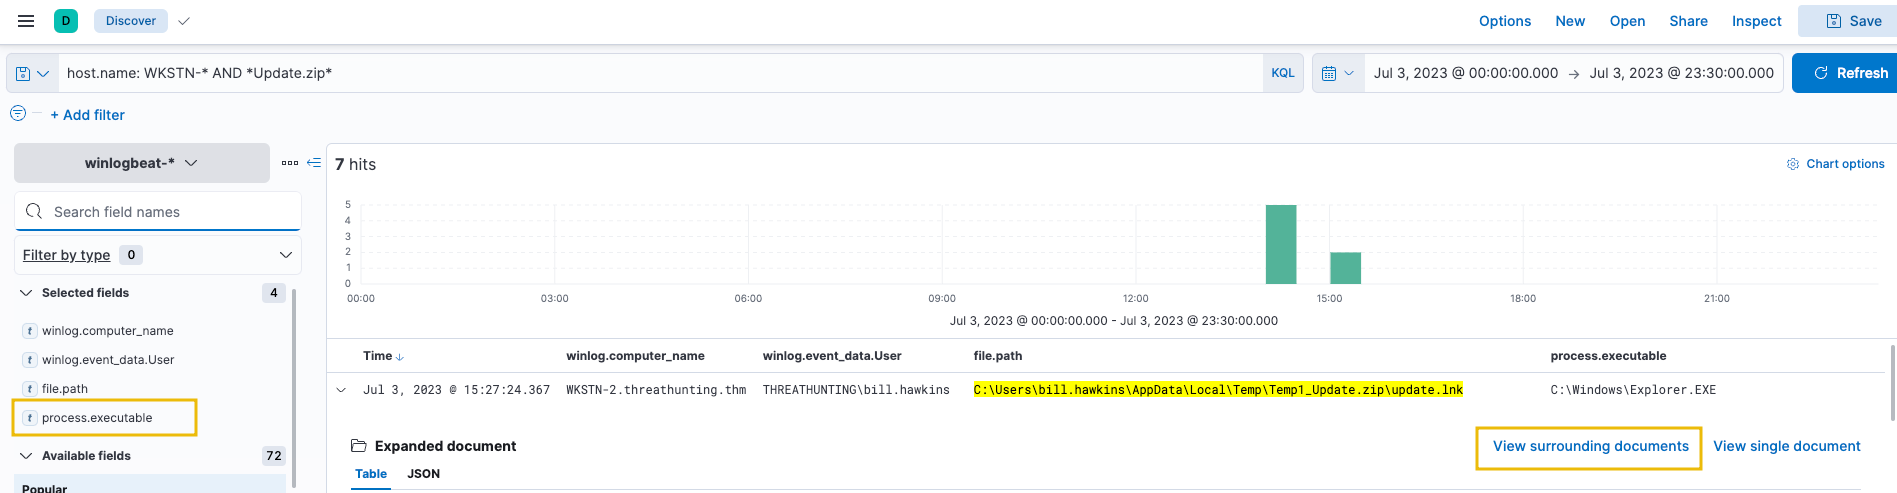 D Discover Options New Open Share Inspect Save
host.name: WKSTN-* AND *Update.zip* KQL Jul 3, 2023 @ 00:00:00.000 → Jul 3, 2023 @ 23:30:00.000 Refresh
+ Add filter
winlogbeat-*
7 hits Chart options
Search field names
Filter by type 0
Selected fields 4
t winlog.computer_name
t winlog.event_data.User
t file.path
t process.executable
Available fields 72
Popular
5
4
3
2
1
0
00:00 03:00 06:00 09:00 12:00 15:00 18:00 21:00
Jul 3, 2023 @ 00:00:00.000 - Jul 3, 2023 @ 23:30:00.000
Time ↓ winlog.computer_name winlog.event_data.User file.path process.executable
Jul 3, 2023 @ 15:27:24.367 WKSTN-2.threathunting.thm THREATHUNTING\bill.hawkins C:\Users\bill.hawkins\AppData\Local\Temp\Temp1_Update.zip\update.lnk C:\Windows\Explorer.EXE
Expanded document View surrounding documents View single document
Table JSON